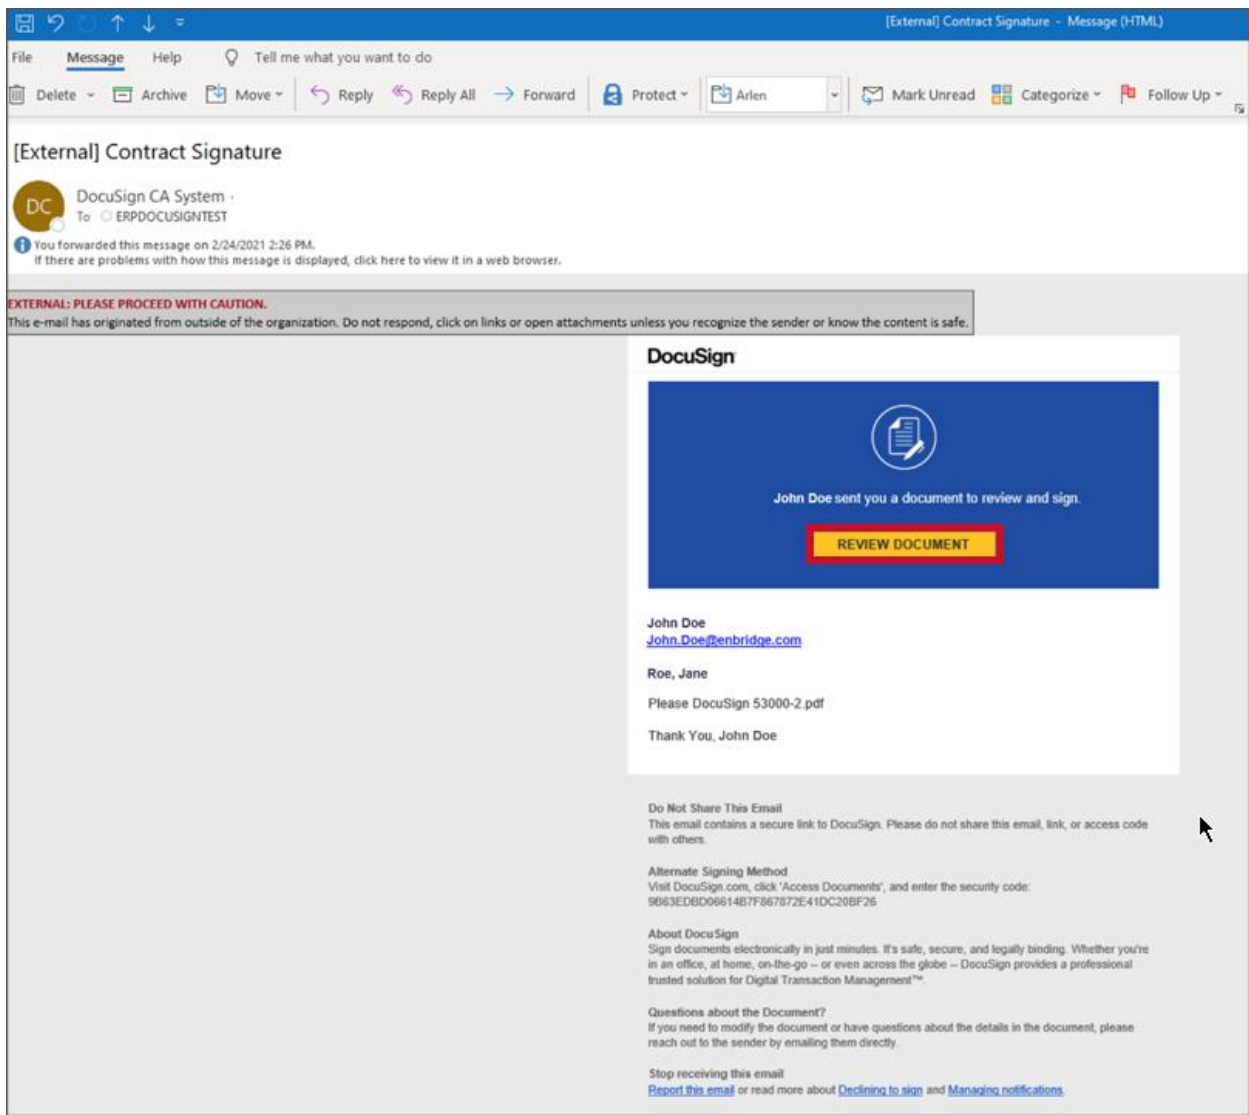 [External] Contract Signature - Message (HTML)
File Message Help Tell me what you want to do
Delete Archive Move Reply Reply All Forward Protect Arlen Mark Unread Categorize Follow Up
[External] Contract Signature
DC
DocuSign CA System
To ERPDOCUSIGNTEST
You forwarded this message on 2/24/2021 2:26 PM.
If there are problems with how this message is displayed, click here to view it in a web browser.
EXTERNAL: PLEASE PROCEED WITH CAUTION.
This e-mail has originated from outside of the organization. Do not respond, click on links or open attachments unless you recognize the sender or know the content is safe.
DocuSign
John Doe sent you a document to review and sign.
REVIEW DOCUMENT
John Doe
John.Doe@enbridge.com
Roe, Jane
Please DocuSign 53000-2.pdf
Thank You, John Doe
Do Not Share This Email
This email contains a secure link to DocuSign. Please do not share this email, link, or access code
with others.
Alternate Signing Method
Visit DocuSign.com, click 'Access Documents', and enter the security code:
9B63EDBD06614B7F867872E41DC20BF26
About DocuSign
Sign documents electronically in just minutes. It's safe, secure, and legally binding. Whether you're
in an office, at home, on-the-go -- or even across the globe -- DocuSign provides a professional
trusted solution for Digital Transaction Management™.
Questions about the Document?
If you need to modify the document or have questions about the details in the document, please
reach out to the sender by emailing them directly.
Stop receiving this email
Report this email or read more about Declining to sign and Managing notifications.